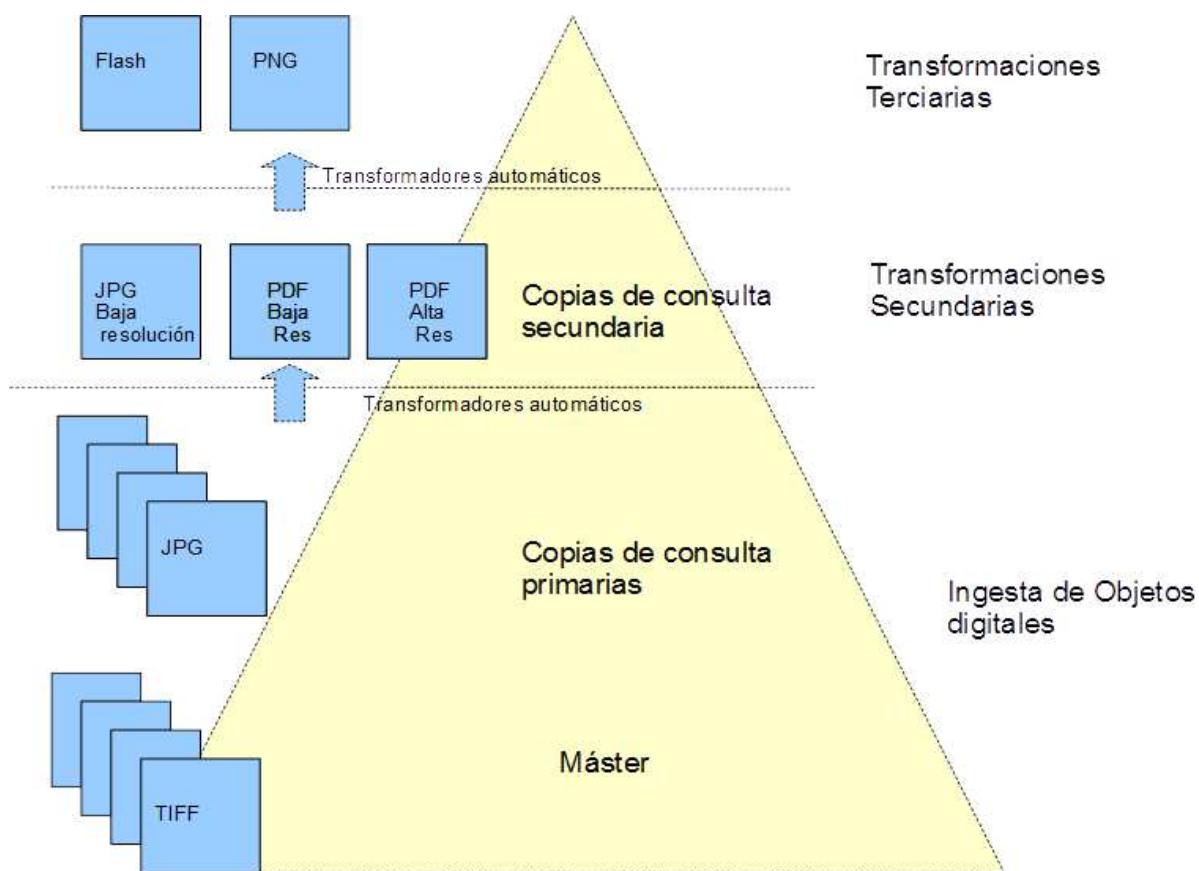 Flash
PNG
Transformaciones
Terciarias
Transformadores automáticos
JPG
Baja
resolución
PDF
Baja
Res
PDF
Alta
Res
Copias de consulta
secundaria
Transformaciones
Secundarias
Transformadores automáticos
JPG
Copias de consulta
primarias
Ingesta de Objetos
digitales
Máster
TIFF